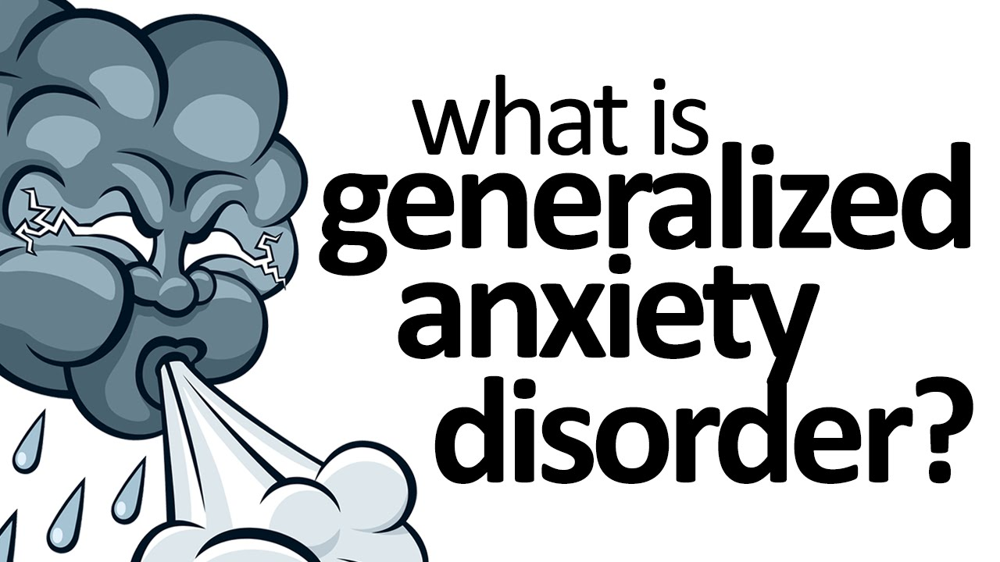 what is
generalized
anxiety
disorder?